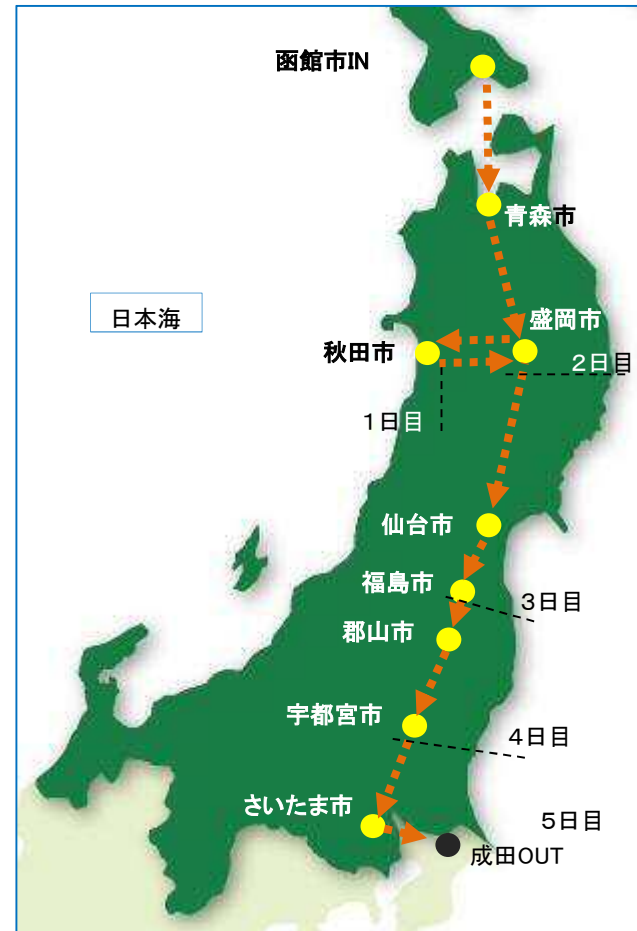 函館市IN
青森市
日本海
盛岡市
秋田市
2日目
1日目
仙台市
福島市
3日目
郡山市
宇都宮市
4日目
さいたま市
5日目
成田OUT